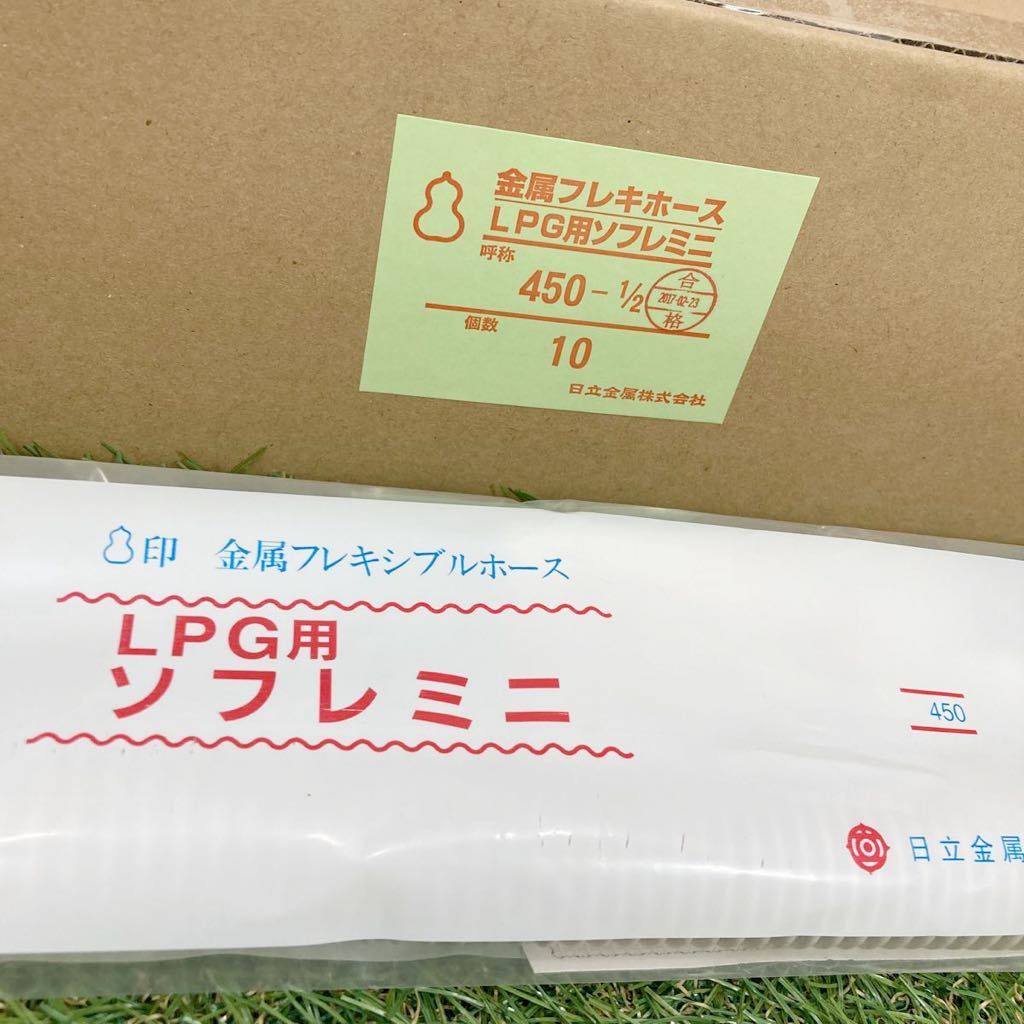 金属フレキホース
LPG用ソフレミニ
呼称
450-1/2
合
2017-02-23
格
個数
10
日立金属株式会社
印 金属フレキシブルホース
LPG用
ソフレミニ
450
日立金属